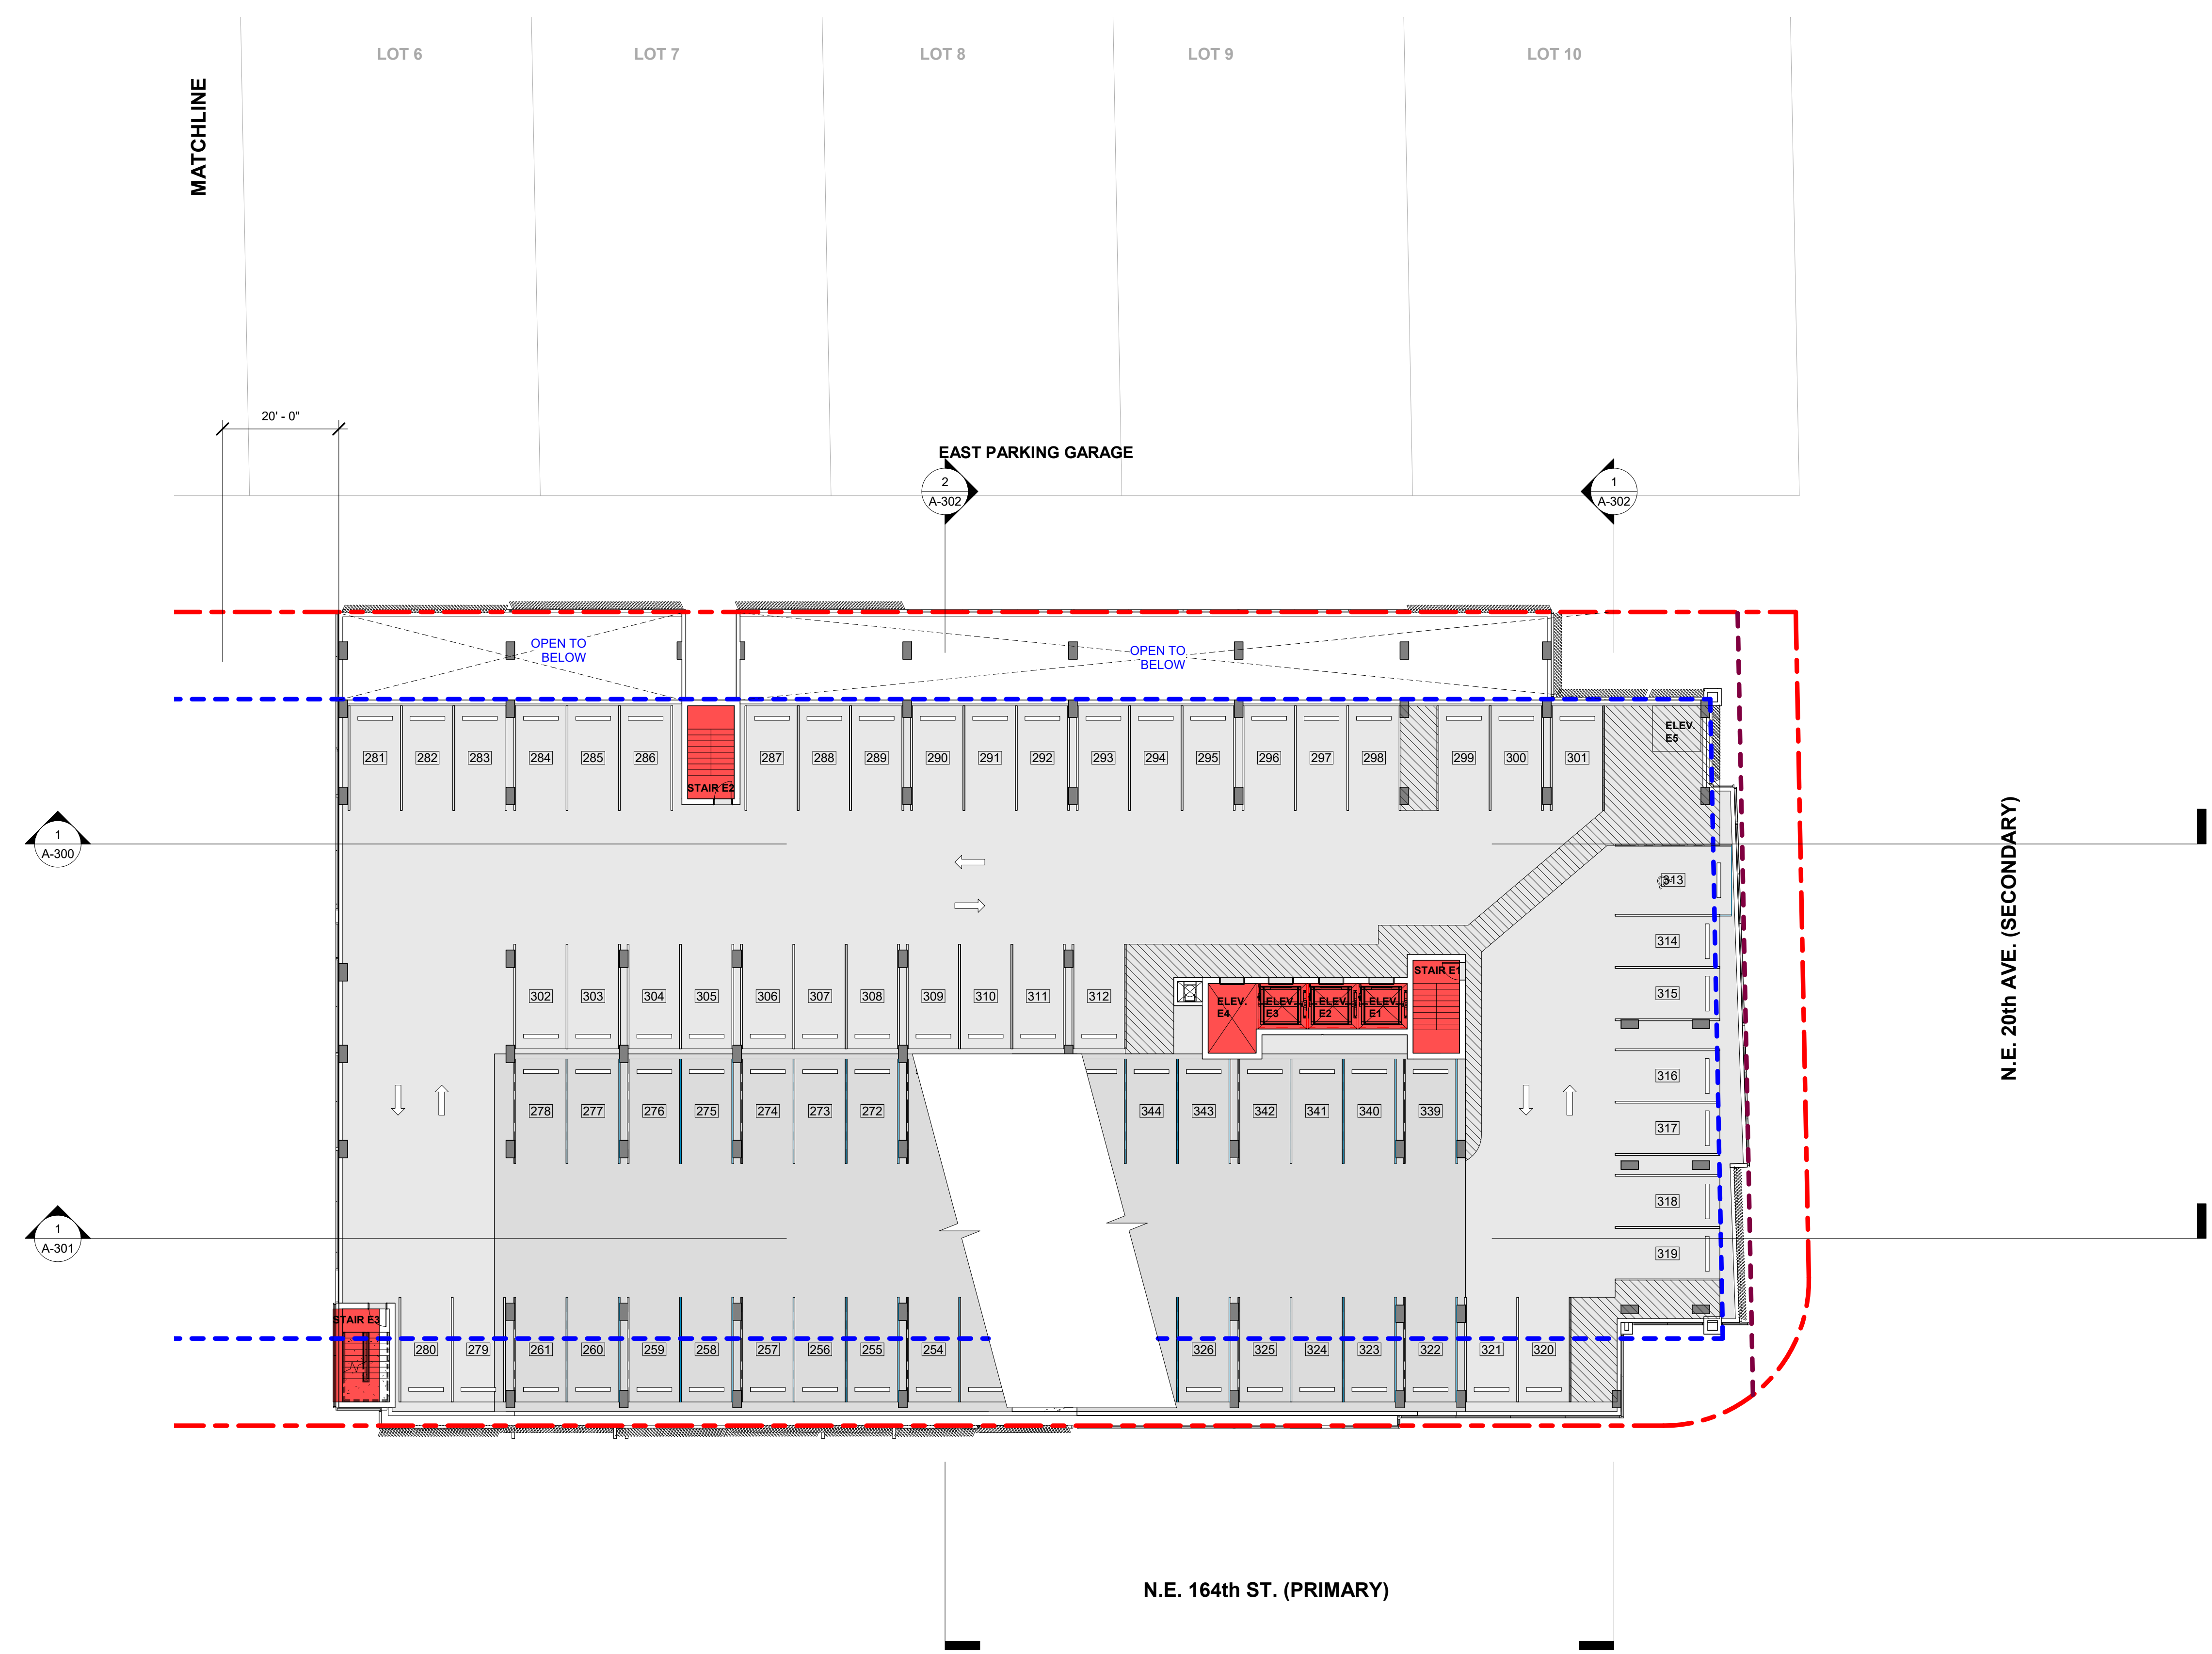 LOT 6
LOT 7
LOT 8
LOT 9
LOT 10
MATCHLINE
20' - 0"
EAST PARKING GARAGE
2
A-302
1
A-302
OPEN TO
BELOW
OPEN TO
BELOW
281
282
283
284
285
286
STAIR E2
287
288
289
290
291
292
293
294
295
296
297
298
299
300
301
ELEV.
E5
1
A-300
313
314
315
316
317
318
319
N.E. 20th AVE. (SECONDARY)
302
303
304
305
306
307
308
309
310
311
312
ELEV.
E4
ELEV.
E3
ELEV.
E2
ELEV.
E1
STAIR E1
278
277
276
275
274
273
272
344
343
342
341
340
339
1
A-301
STAIR E3
280
279
261
260
259
258
257
256
255
254
326
325
324
323
322
321
320
N.E. 164th ST. (PRIMARY)